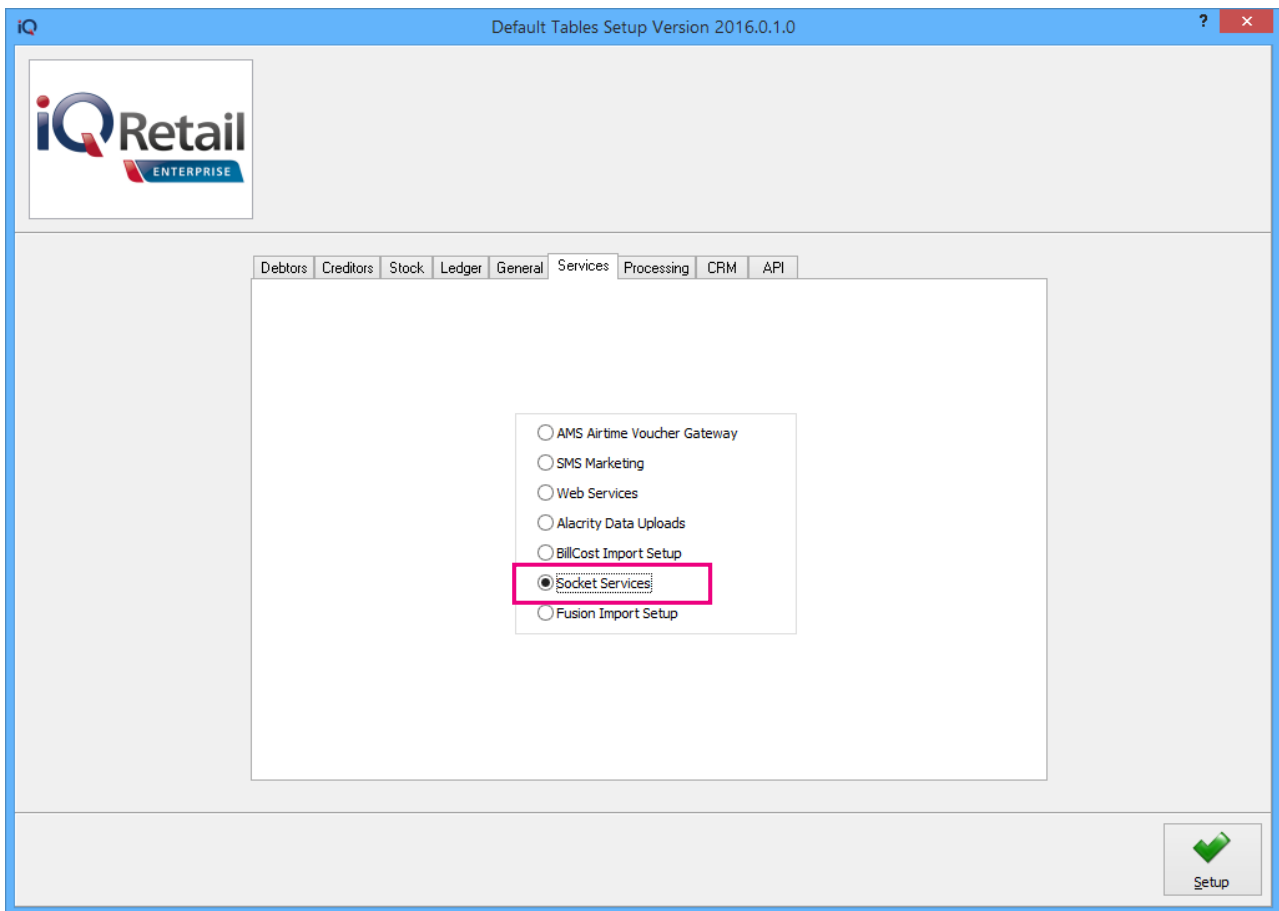 iQ
Default Tables Setup Version 2016.0.1.0
?
iQ Retail
ENTERPRISE
Debtors Creditors Stock Ledger General Services Processing CRM API
AMS Airtime Voucher Gateway
SMS Marketing
Web Services
Alacrity Data Uploads
BillCost Import Setup
Socket Services
Fusion Import Setup
Setup